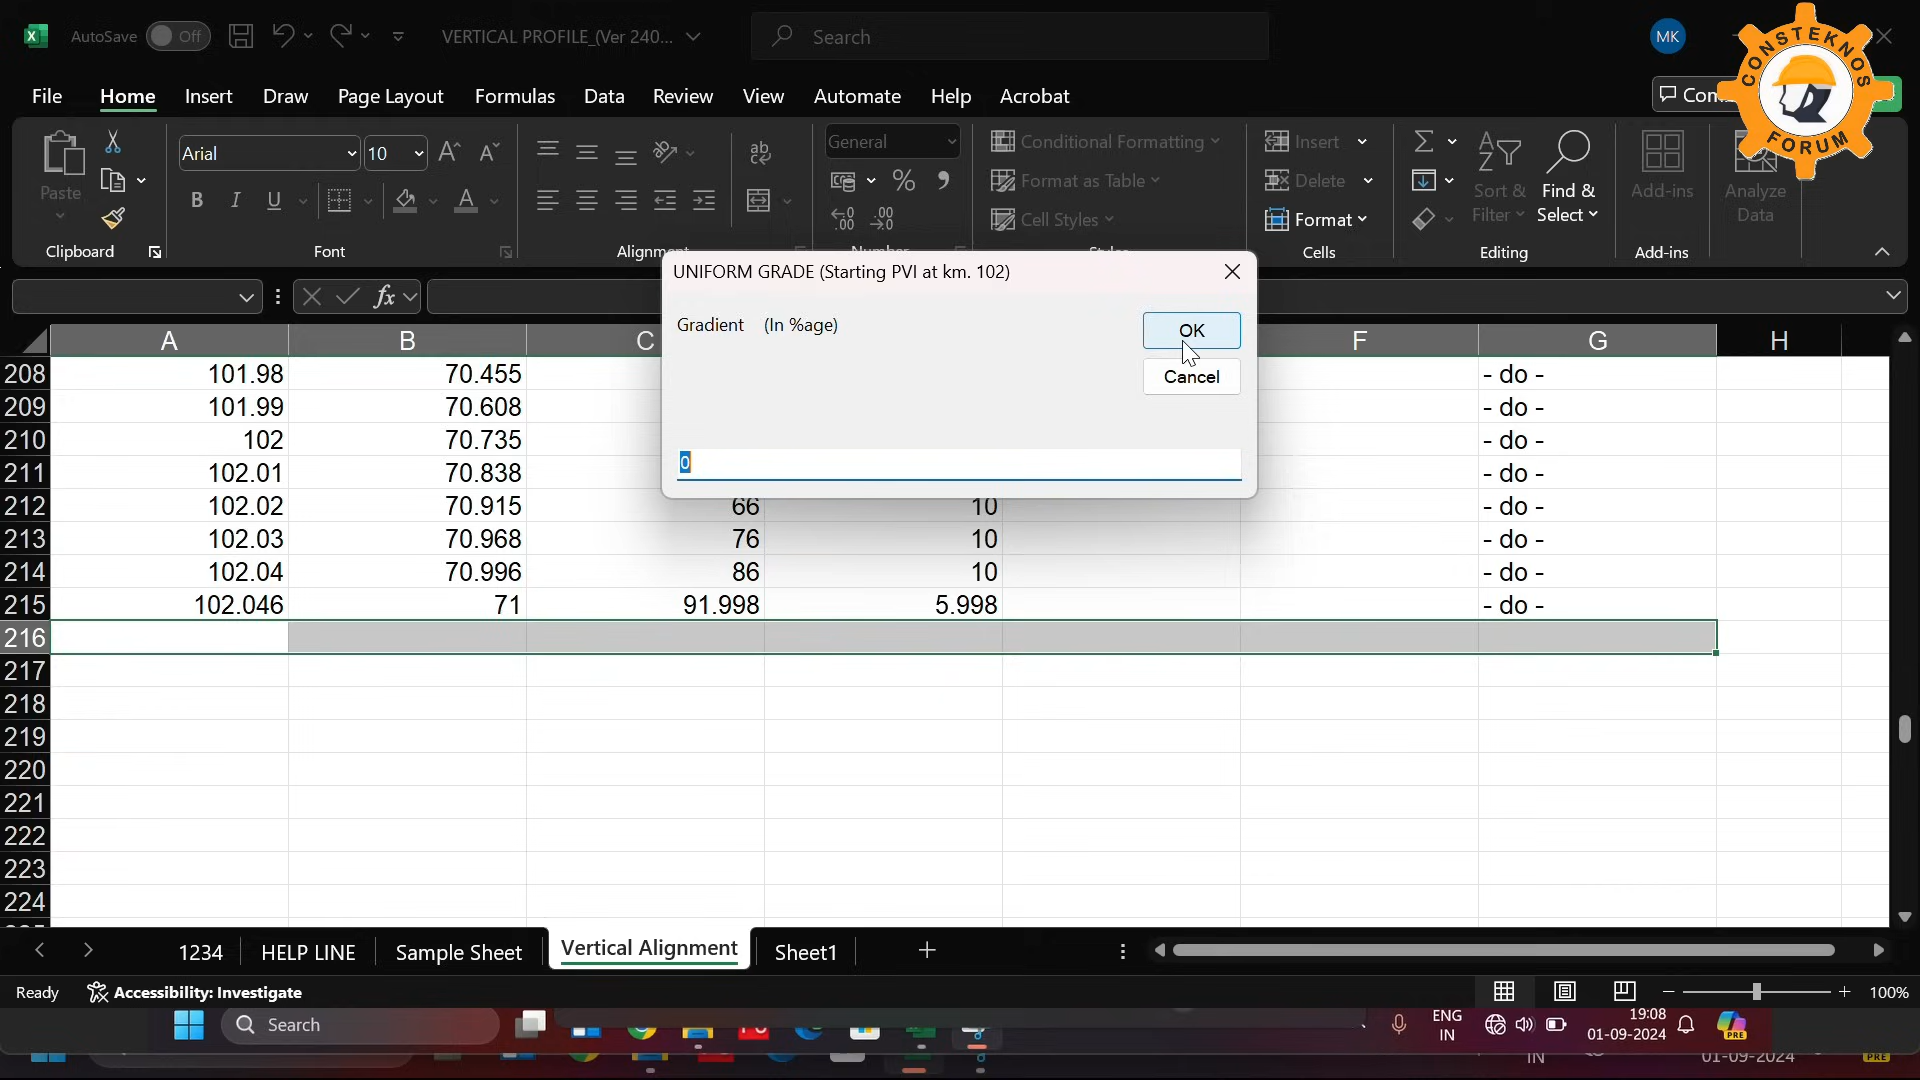 AutoSave Off VERTICAL PROFILE_(Ver 240... Search MK
CONSTEKNOS FORUM
File Home Insert Draw Page Layout Formulas Data Review View Automate Help Acrobat
Paste Arial 10 General Conditional Formatting Insert
B I U Format as Table Delete Sort & Filter Find & Select Add-ins Analyze Data
Cell Styles Format
Clipboard Font Cells Editing Add-ins
UNIFORM GRADE (Starting PVI at km. 102)
Gradient (In %age)
OK
Cancel
0
fx
A B C F G H
208 101.98 70.455 - do -
209 101.99 70.608 - do -
210 102 70.735 - do -
211 102.01 70.838 - do -
212 102.02 70.915 66 10 - do -
213 102.03 70.968 76 10 - do -
214 102.04 70.996 86 10 - do -
215 102.046 71 91.998 5.998 - do -
216
217
218
219
220
221
222
223
224
1234 HELP LINE Sample Sheet Vertical Alignment Sheet1
Ready Accessibility: Investigate 100%
Search ENG IN 19:08 01-09-2024 PRE